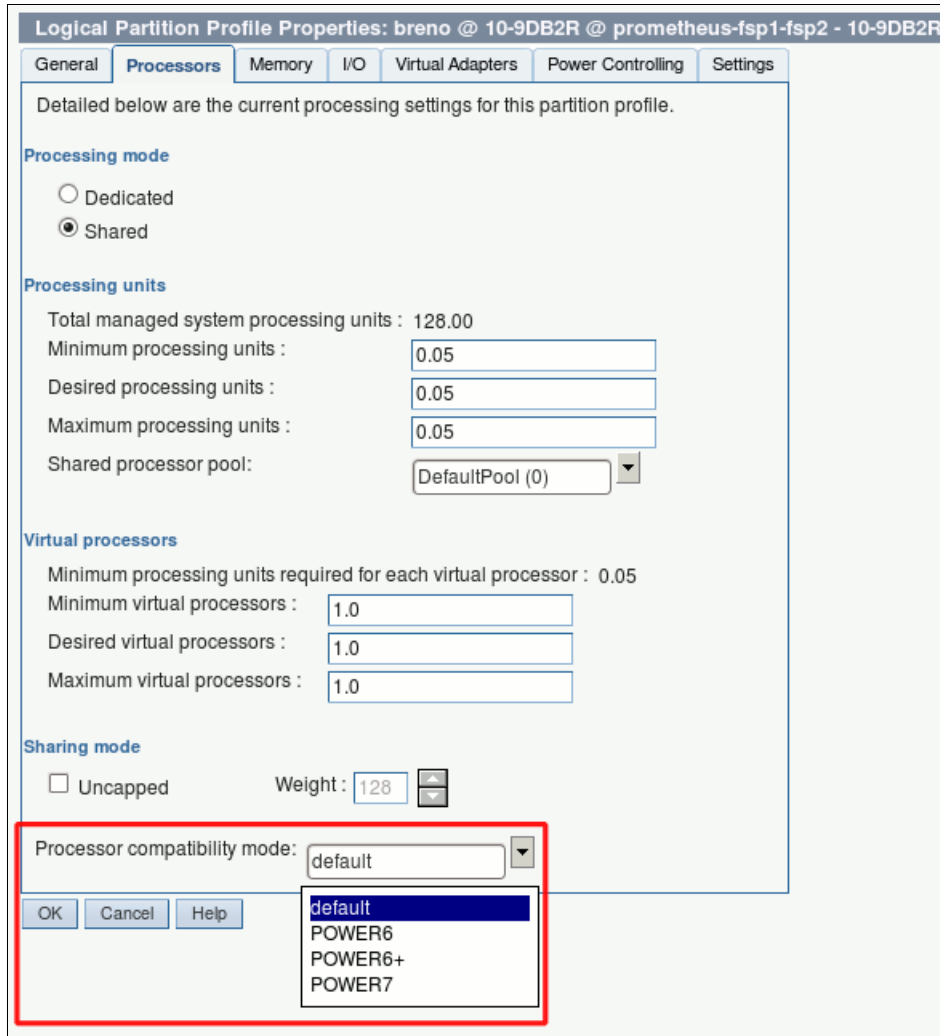 Logical Partition Profile Properties: breno @ 10-9DB2R @ prometheus-fsp1-fsp2 - 10-9DB2R
General Processors Memory I/O Virtual Adapters Power Controlling Settings
Detailed below are the current processing settings for this partition profile.
Processing mode
Dedicated
Shared
Processing units
Total managed system processing units : 128.00
Minimum processing units : 0.05
Desired processing units : 0.05
Maximum processing units : 0.05
Shared processor pool: DefaultPool (0)
Virtual processors
Minimum processing units required for each virtual processor : 0.05
Minimum virtual processors : 1.0
Desired virtual processors : 1.0
Maximum virtual processors : 1.0
Sharing mode
Uncapped Weight : 128
Processor compatibility mode: default
OK Cancel Help
default
POWER6
POWER6+
POWER7